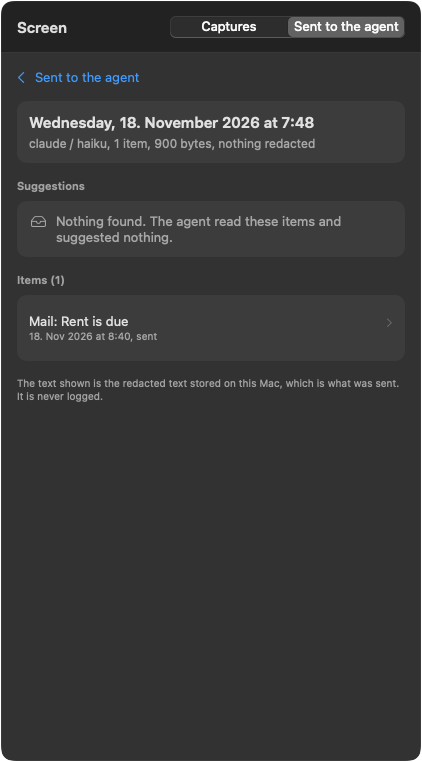 Screen
Captures
Sent to the agent
Sent to the agent
Wednesday, 18. November 2026 at 7:48
claude / haiku, 1 item, 900 bytes, nothing redacted
Suggestions
Nothing found. The agent read these items and
suggested nothing.
Items (1)
Mail: Rent is due
18. Nov 2026 at 8:40, sent
The text shown is the redacted text stored on this Mac, which is what was sent.
It is never logged.